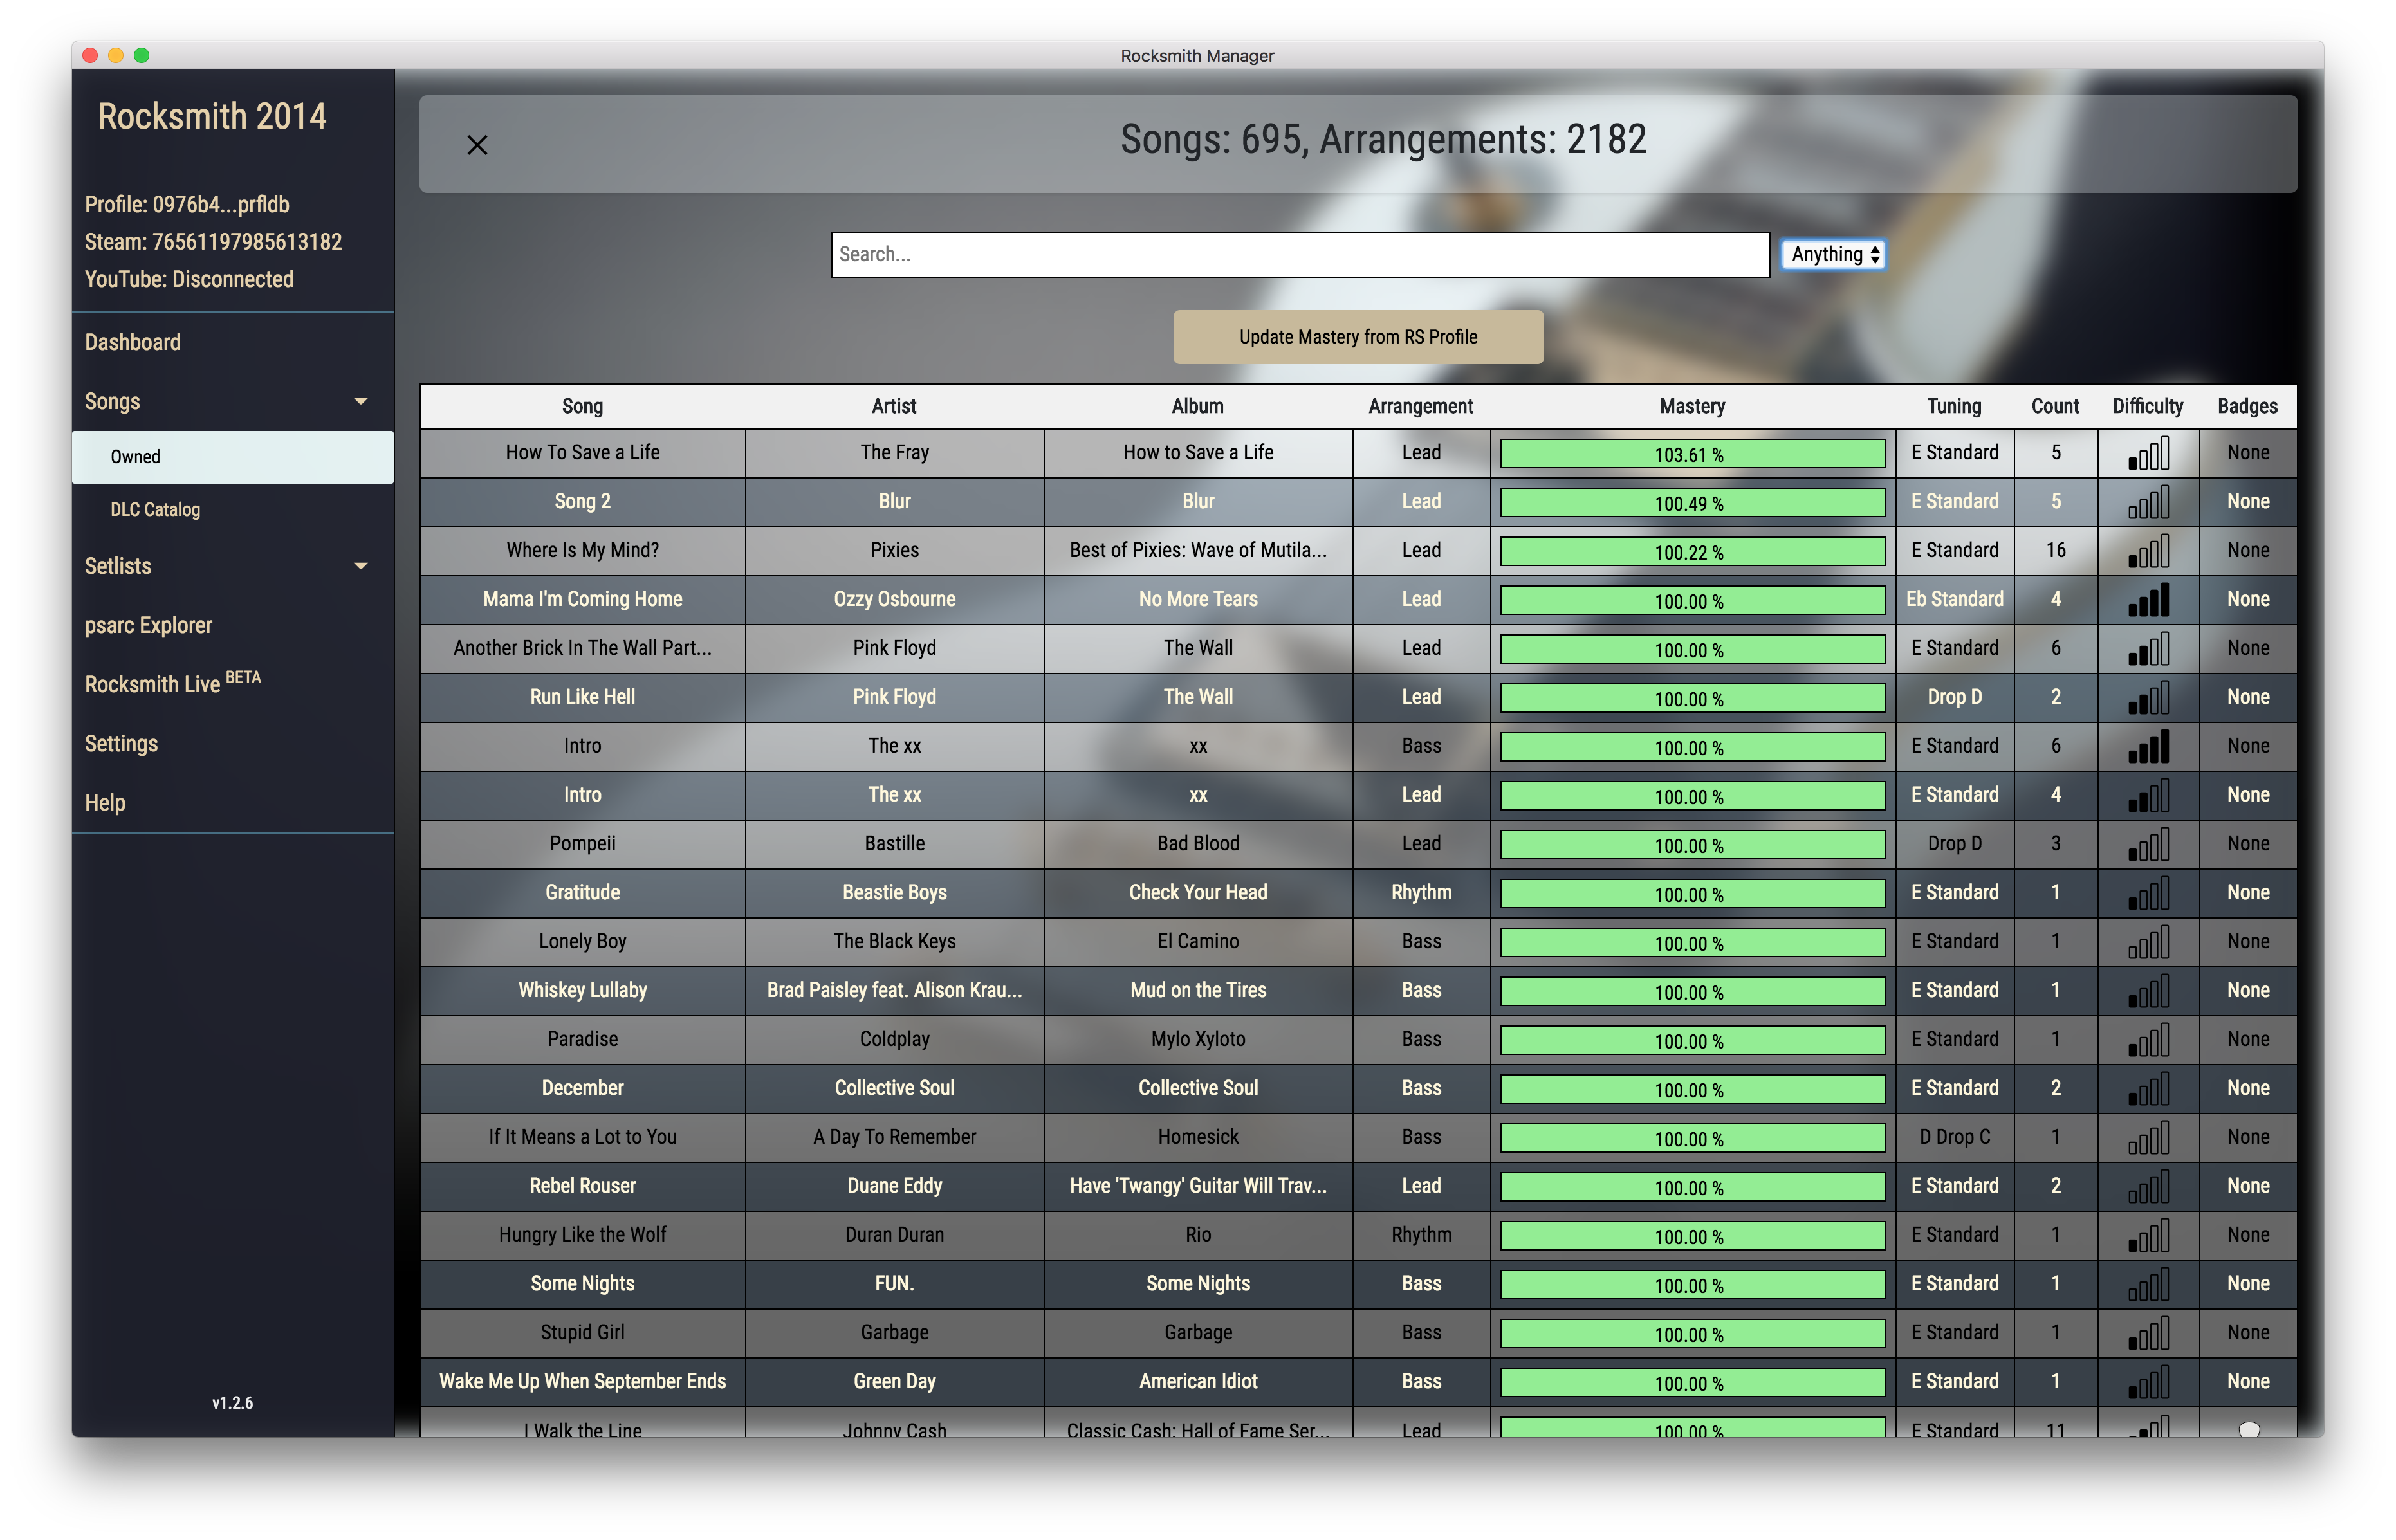 Rocksmith Manager
Rocksmith 2014
Profile: 0976b4...prfldb
Steam: 76561197985613182
YouTube: Disconnected
Dashboard
Songs
Owned
DLC Catalog
Setlists
psarc Explorer
Rocksmith Live BETA
Settings
Help
v1.2.6
Songs: 695, Arrangements: 2182
Search... Anything
Update Mastery from RS Profile
Song Artist Album Arrangement Mastery Tuning Count Difficulty Badges
How To Save a Life The Fray How to Save a Life Lead 103.61 % E Standard 5 None
Song 2 Blur Blur Lead 100.49 % E Standard 5 None
Where Is My Mind? Pixies Best of Pixies: Wave of Mutila... Lead 100.22 % E Standard 16 None
Mama I'm Coming Home Ozzy Osbourne No More Tears Lead 100.00 % Eb Standard 4 None
Another Brick In The Wall Part... Pink Floyd The Wall Lead 100.00 % E Standard 6 None
Run Like Hell Pink Floyd The Wall Lead 100.00 % Drop D 2 None
Intro The xx xx Bass 100.00 % E Standard 6 None
Intro The xx xx Lead 100.00 % E Standard 4 None
Pompeii Bastille Bad Blood Lead 100.00 % Drop D 3 None
Gratitude Beastie Boys Check Your Head Rhythm 100.00 % E Standard 1 None
Lonely Boy The Black Keys El Camino Bass 100.00 % E Standard 1 None
Whiskey Lullaby Brad Paisley feat. Alison Krau... Mud on the Tires Bass 100.00 % E Standard 1 None
Paradise Coldplay Mylo Xyloto Bass 100.00 % E Standard 1 None
December Collective Soul Collective Soul Bass 100.00 % E Standard 2 None
If It Means a Lot to You A Day To Remember Homesick Bass 100.00 % D Drop C 1 None
Rebel Rouser Duane Eddy Have 'Twangy' Guitar Will Trav... Lead 100.00 % E Standard 2 None
Hungry Like the Wolf Duran Duran Rio Rhythm 100.00 % E Standard 1 None
Some Nights FUN. Some Nights Bass 100.00 % E Standard 1 None
Stupid Girl Garbage Garbage Bass 100.00 % E Standard 1 None
Wake Me Up When September Ends Green Day American Idiot Bass 100.00 % E Standard 1 None
I Walk the Line Johnny Cash Classic Cash: Hall of Fame Ser... Lead 100.00 % E Standard 11